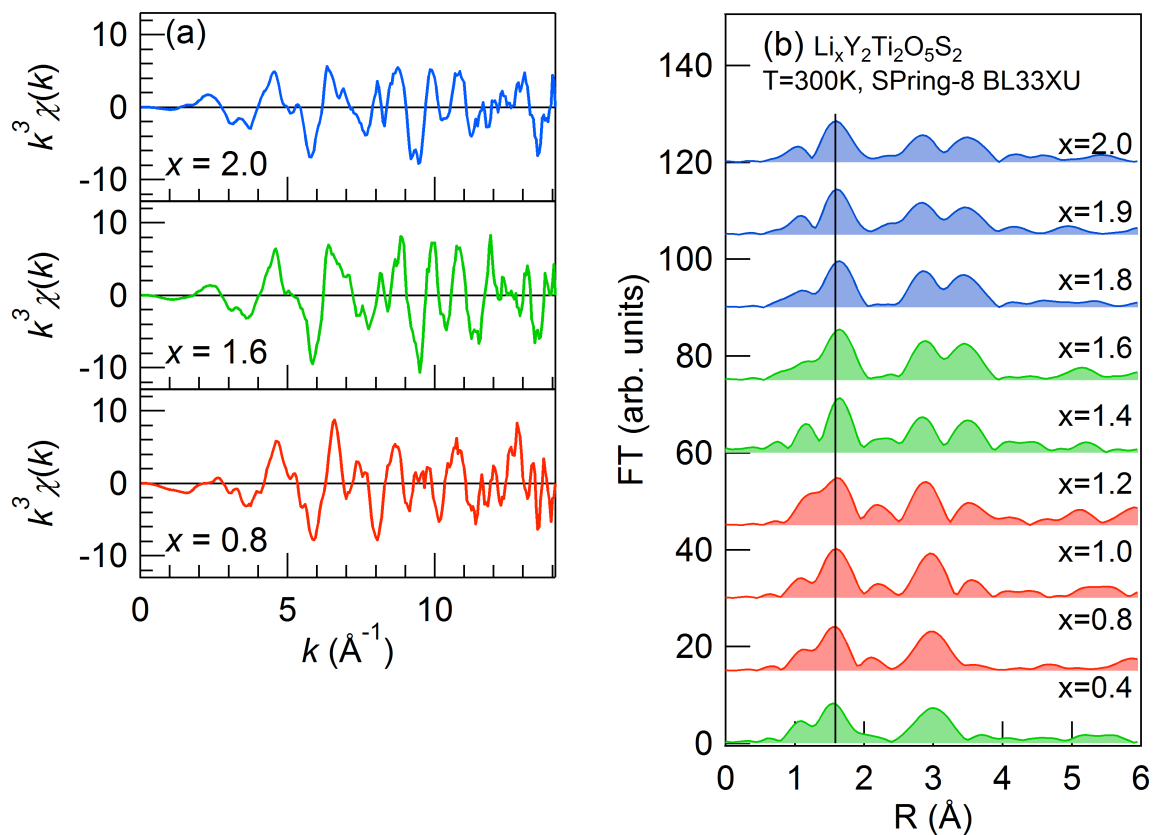 (a)
k³ χ(k)
10
0
-10
x = 2.0
k³ χ(k)
10
0
-10
x = 1.6
k³ χ(k)
10
0
-10
x = 0.8
0 5 10
k (Å⁻¹)
(b) LiₓY₂Ti₂O₅S₂
T=300K, SPring-8 BL33XU
FT (arb. units)
140
120
100
80
60
40
20
0
x=2.0
x=1.9
x=1.8
x=1.6
x=1.4
x=1.2
x=1.0
x=0.8
x=0.4
0 1 2 3 4 5 6
R (Å)